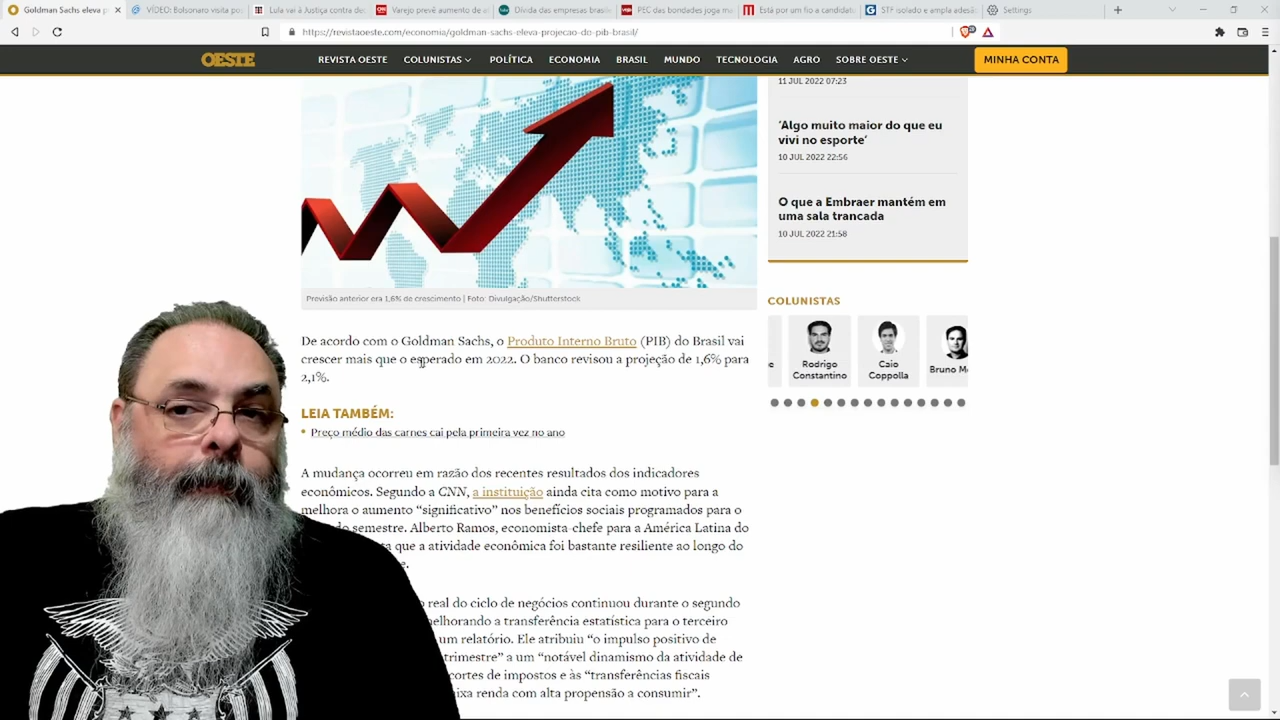 Goldman Sachs eleva p
VÍDEO: Bolsonaro visita po
Lula vai à Justiça contra des
Varejo prevê aumento de
Dívida das empresas brasile
PEC das bondades joga m
Está por um fio a candidat
STF isolado e ampla adesã
Settings
https://revistaoeste.com/economia/goldman-sachs-eleva-projecao-do-pib-brasil/
OESTE
REVISTA OESTE
COLUNISTAS
POLÍTICA
ECONOMIA
BRASIL
MUNDO
TECNOLOGIA
AGRO
SOBRE OESTE
MINHA CONTA
Previsão anterior era 1,6% de crescimento | Foto: Divulgação/Shutterstock
De acordo com o Goldman Sachs, o Produto Interno Bruto (PIB) do Brasil vai
crescer mais que o esperado em 2022. O banco revisou a projeção de 1,6% para
2,1%.
LEIA TAMBÉM:
• Preço médio das carnes cai pela primeira vez no ano
A mudança ocorreu em razão dos recentes resultados dos indicadores
econômicos. Segundo a CNN, a instituição ainda cita como motivo para a
melhora o aumento “significativo” nos benefícios sociais programados para o
semestre. Alberto Ramos, economista-chefe para a América Latina do
que a atividade econômica foi bastante resiliente ao longo do
real do ciclo de negócios continuou durante o segundo
melhorando a transferência estatística para o terceiro
um relatório. Ele atribuiu “o impulso positivo de
trimestre” a um “notável dinamismo da atividade de
cortes de impostos e às “transferências fiscais
ixa renda com alta propensão a consumir”.
11 JUL 2022 07:23
‘Algo muito maior do que eu
vivi no esporte’
10 JUL 2022 22:56
O que a Embraer mantém em
uma sala trancada
10 JUL 2022 21:58
COLUNISTAS
Rodrigo
Constantino
Caio
Coppolla
Bruno M